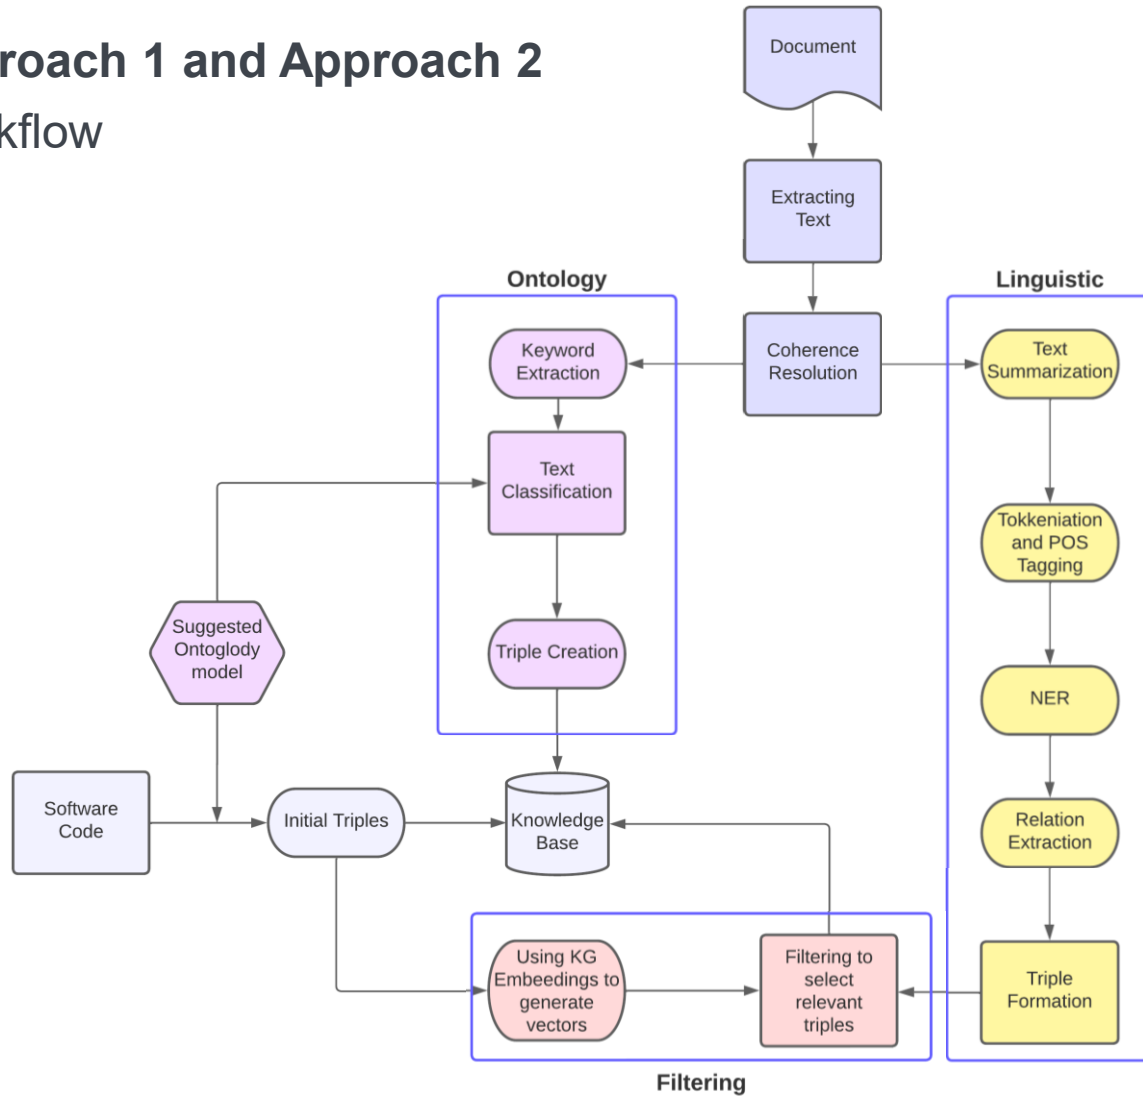 roach 1 and Approach 2
kflow
Document
Extracting
Text
Ontology
Linguistic
Keyword
Extraction
Coherence
Resolution
Text
Summarization
Text
Classification
Tokkeniation
and POS
Tagging
Suggested
Ontoglody
model
Triple Creation
NER
Software
Code
Initial Triples
Knowledge
Base
Relation
Extraction
Using KG
Embeedings to
generate
vectors
Filtering to
select
relevant
triples
Triple
Formation
Filtering